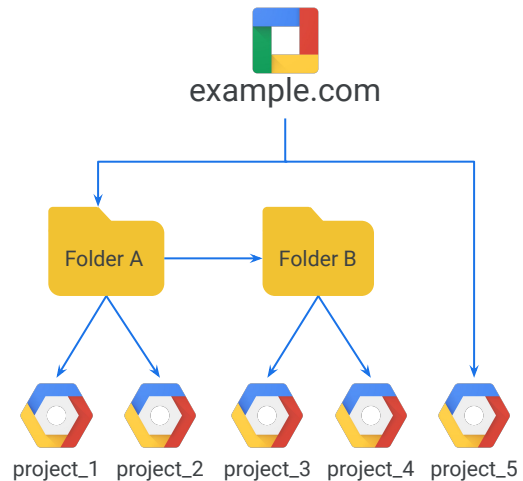 example.com
Folder A
Folder B
project_1
project_2
project_3
project_4
project_5